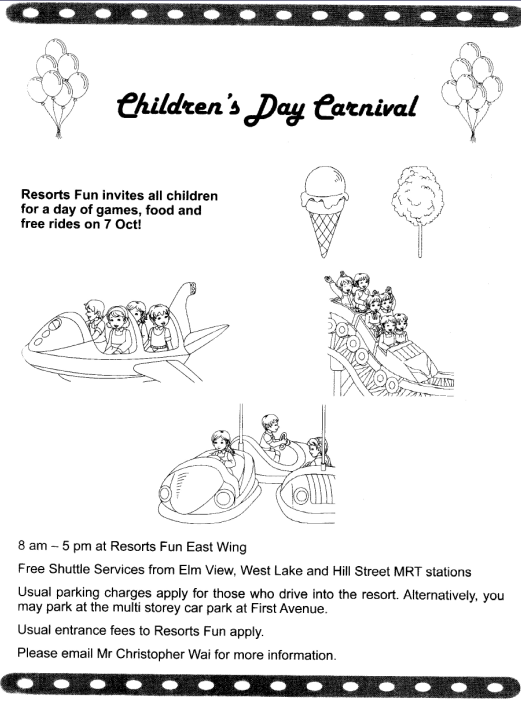 Children's Day Carnival
Resorts Fun invites all children
for a day of games, food and
free rides on 7 Oct!
8 am – 5 pm at Resorts Fun East Wing
Free Shuttle Services from Elm View, West Lake and Hill Street MRT stations
Usual parking charges apply for those who drive into the resort. Alternatively, you
may park at the multi storey car park at First Avenue.
Usual entrance fees to Resorts Fun apply.
Please email Mr Christopher Wai for more information.